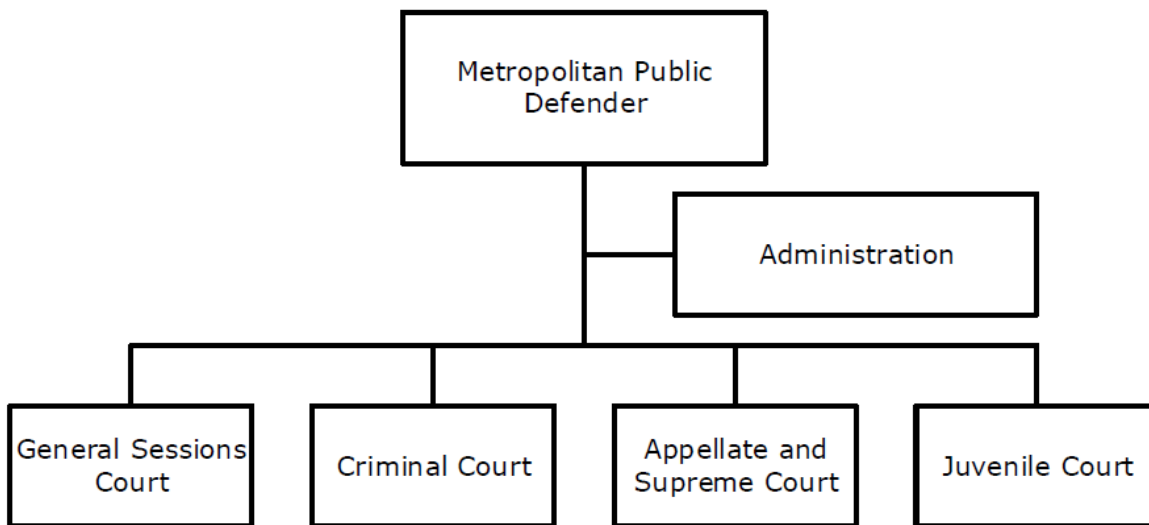 Metropolitan Public
Defender
Administration
General Sessions
Court
Criminal Court
Appellate and
Supreme Court
Juvenile Court